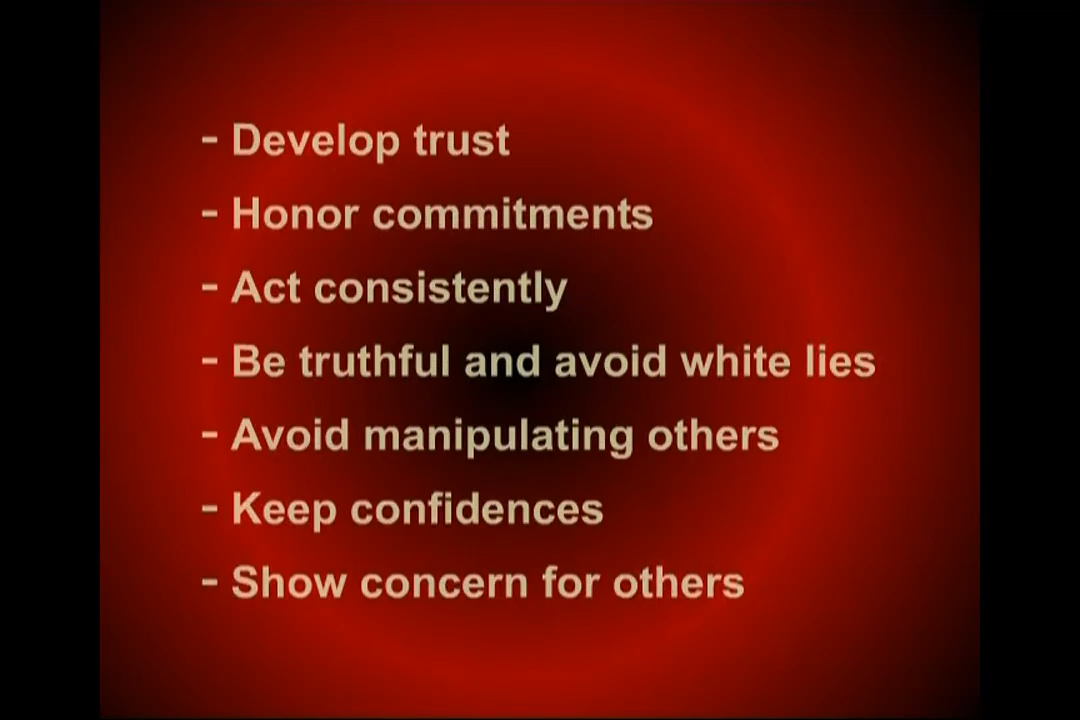 - Develop trust
- Honor commitments
- Act consistently
- Be truthful and avoid white lies
- Avoid manipulating others
- Keep confidences
- Show concern for others